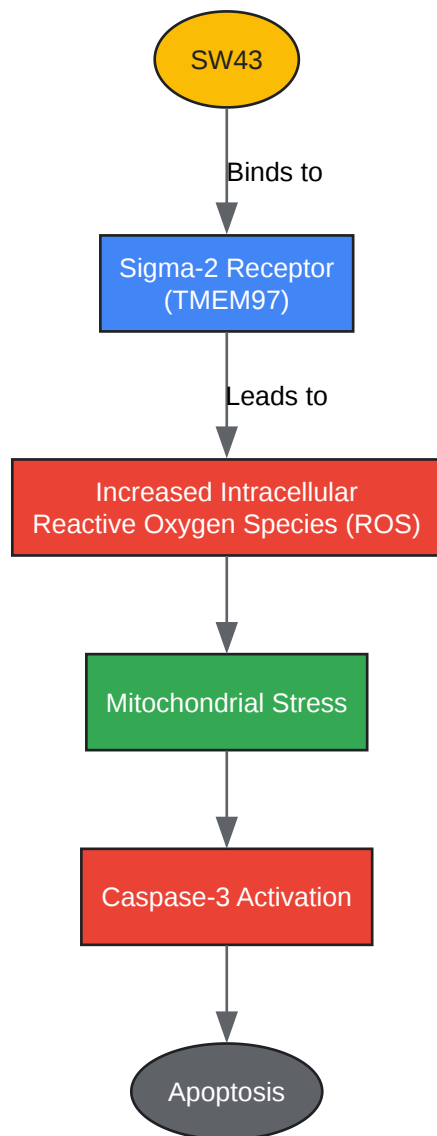 SW43
Binds to
Sigma-2 Receptor
(TMEM97)
Leads to
Increased Intracellular
Reactive Oxygen Species (ROS)
Mitochondrial Stress
Caspase-3 Activation
Apoptosis